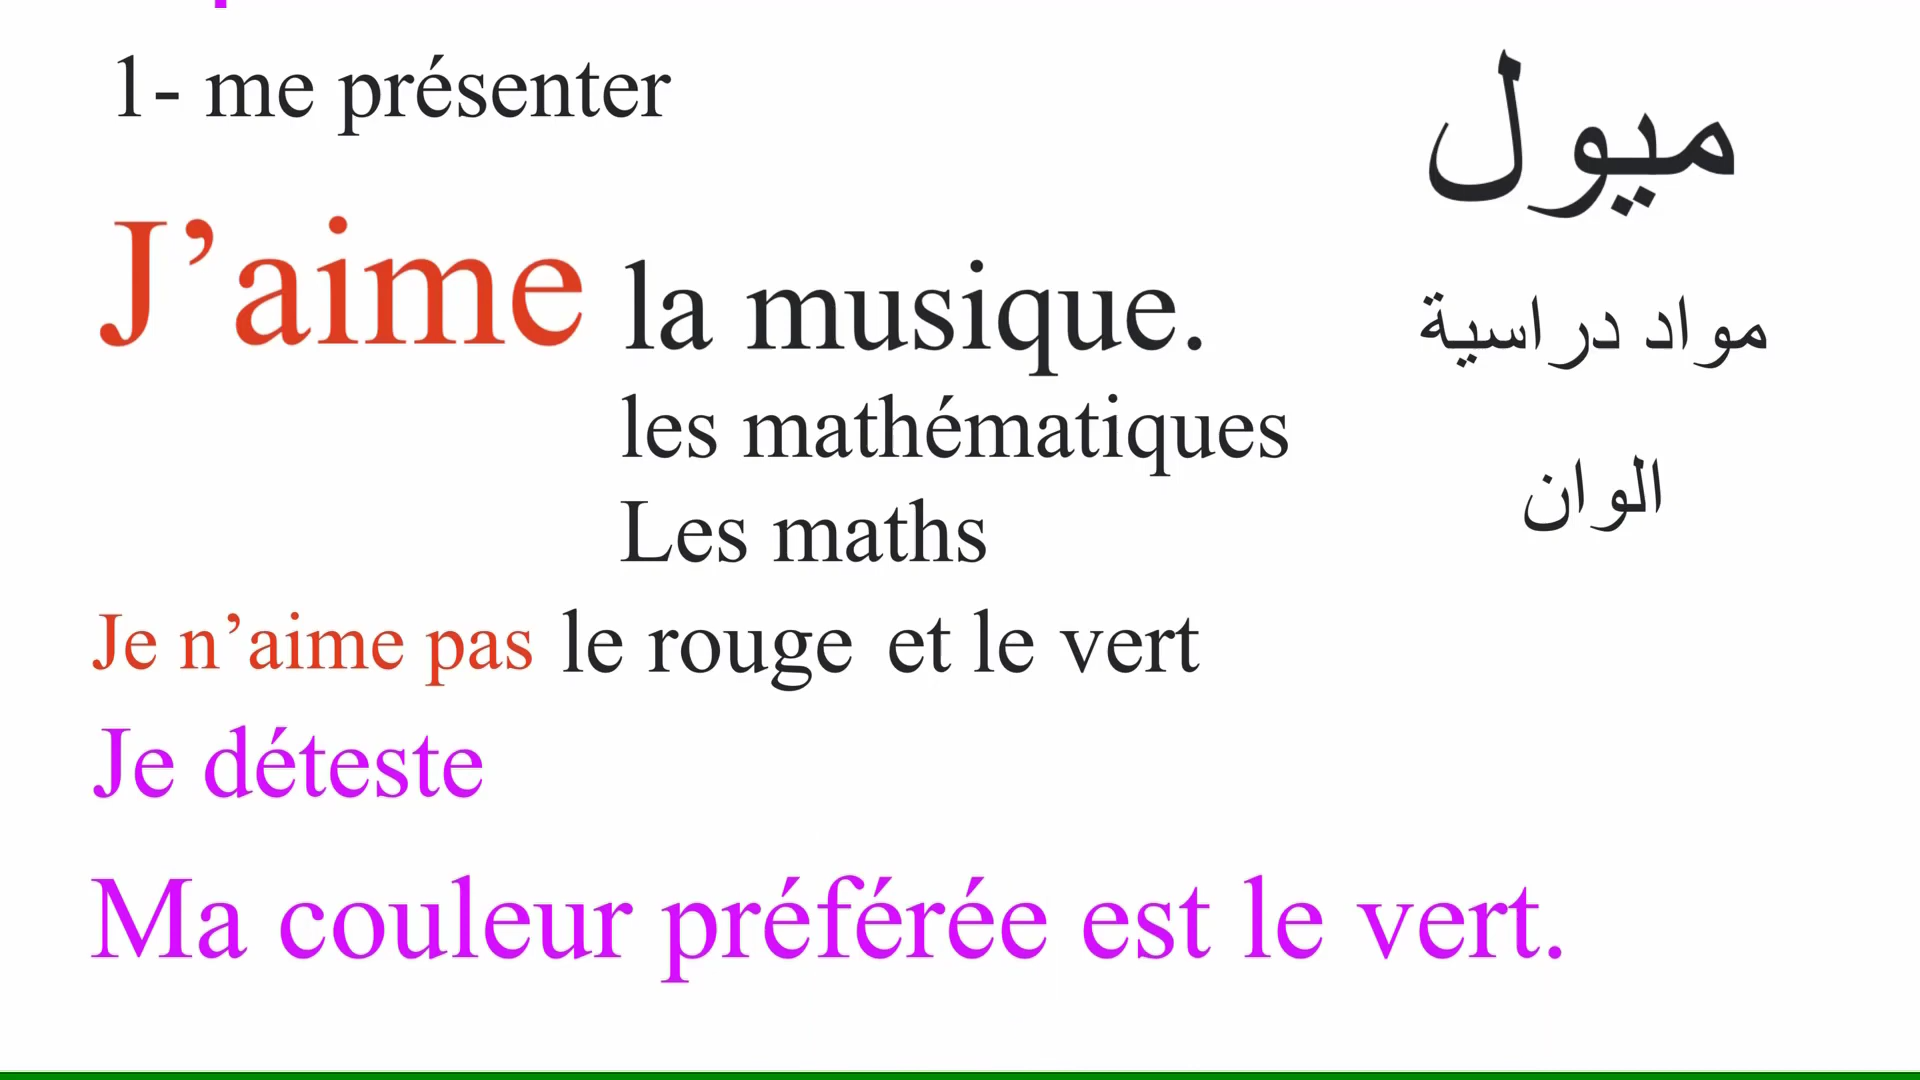 1- me présenter
ميول
J’aime la musique.
مواد دراسية
les mathématiques
الوان
Les maths
Je n’aime pas le rouge et le vert
Je déteste
Ma couleur préférée est le vert.